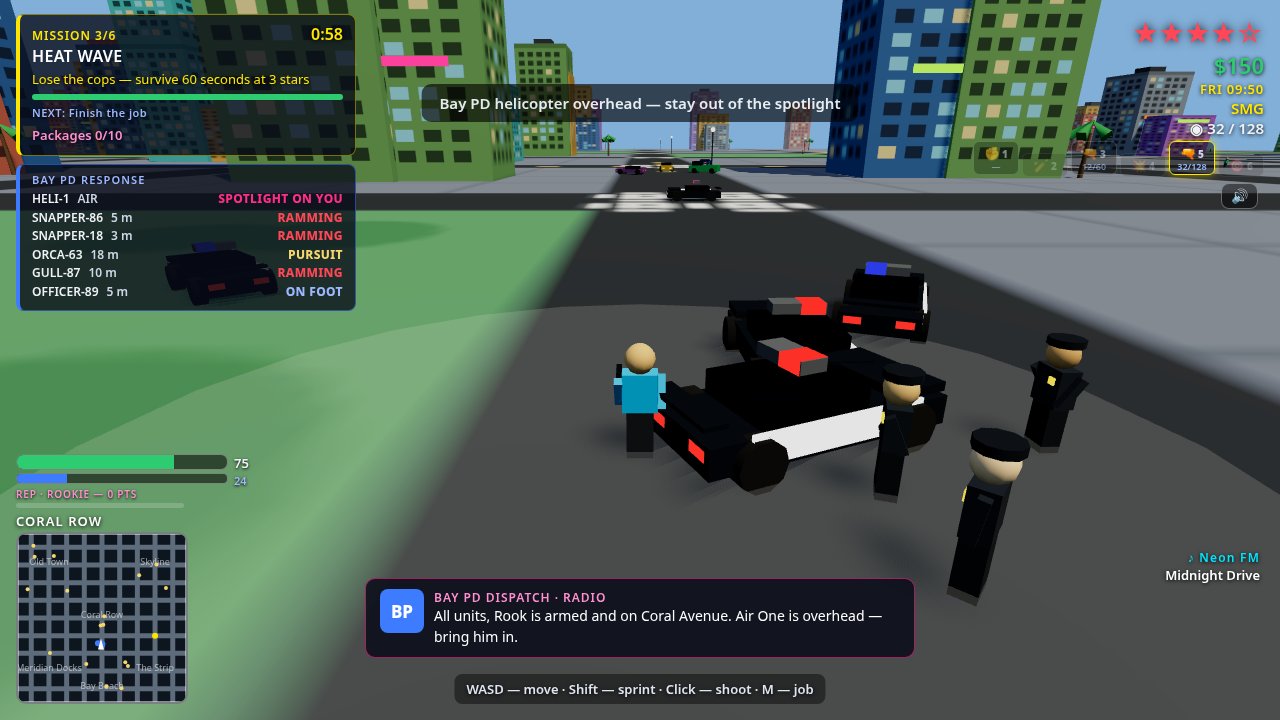 MISSION 3/6
0:58
HEAT WAVE
Lose the cops — survive 60 seconds at 3 stars
NEXT: Finish the job
Packages 0/10
BAY PD RESPONSE
HELI-1 AIR SPOTLIGHT ON YOU
SNAPPER-86 5 m RAMMING
SNAPPER-18 3 m RAMMING
ORCA-63 18 m PURSUIT
GULL-87 10 m RAMMING
OFFICER-89 5 m ON FOOT
Bay PD helicopter overhead — stay out of the spotlight
$150
FRI 09:50
SMG
32 / 128
1
2
3
12/60
4
5
32/128
6
75
24
REP · ROOKIE — 0 PTS
CORAL ROW
Old Town
Skyline
Coral Row
Meridian Docks
The Strip
Bay Beach
♪ Neon FM
Midnight Drive
BP
BAY PD DISPATCH · RADIO
All units, Rook is armed and on Coral Avenue. Air One is overhead —
bring him in.
WASD — move · Shift — sprint · Click — shoot · M — job